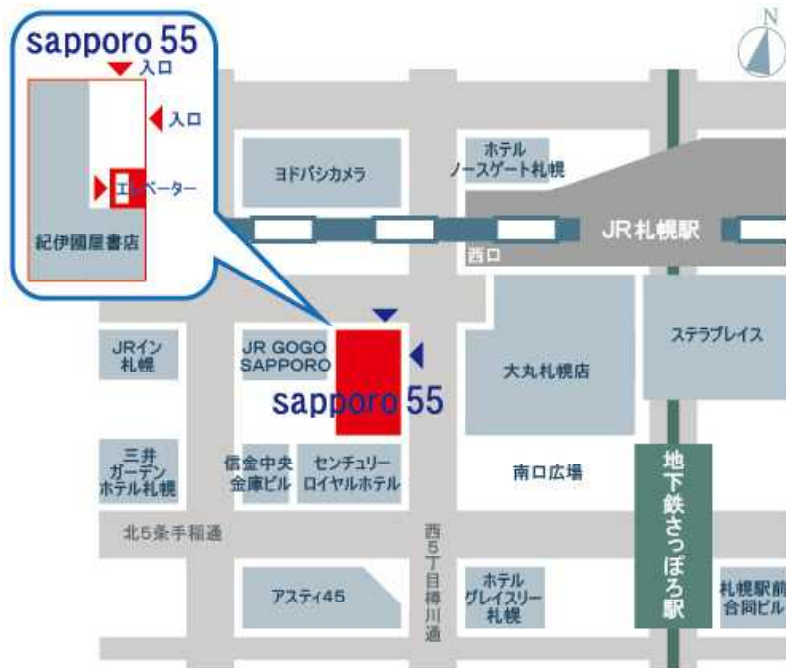 sapporo 55
入口
入口
エレベーター
紀伊國屋書店
N
ヨドバシカメラ
ホテル
ノースゲート札幌
JR札幌駅
西口
JRイン
札幌
JR GOGO
SAPPORO
sapporo 55
大丸札幌店
ステラプレイス
三井
ガーデン
ホテル札幌
信金中央
金庫ビル
センチュリー
ロイヤルホテル
南口広場
地下鉄さっぽろ駅
北5条手稲通
西5丁目樽川通
アスティ45
ホテル
グレイスリー
札幌
札幌駅前
合同ビル